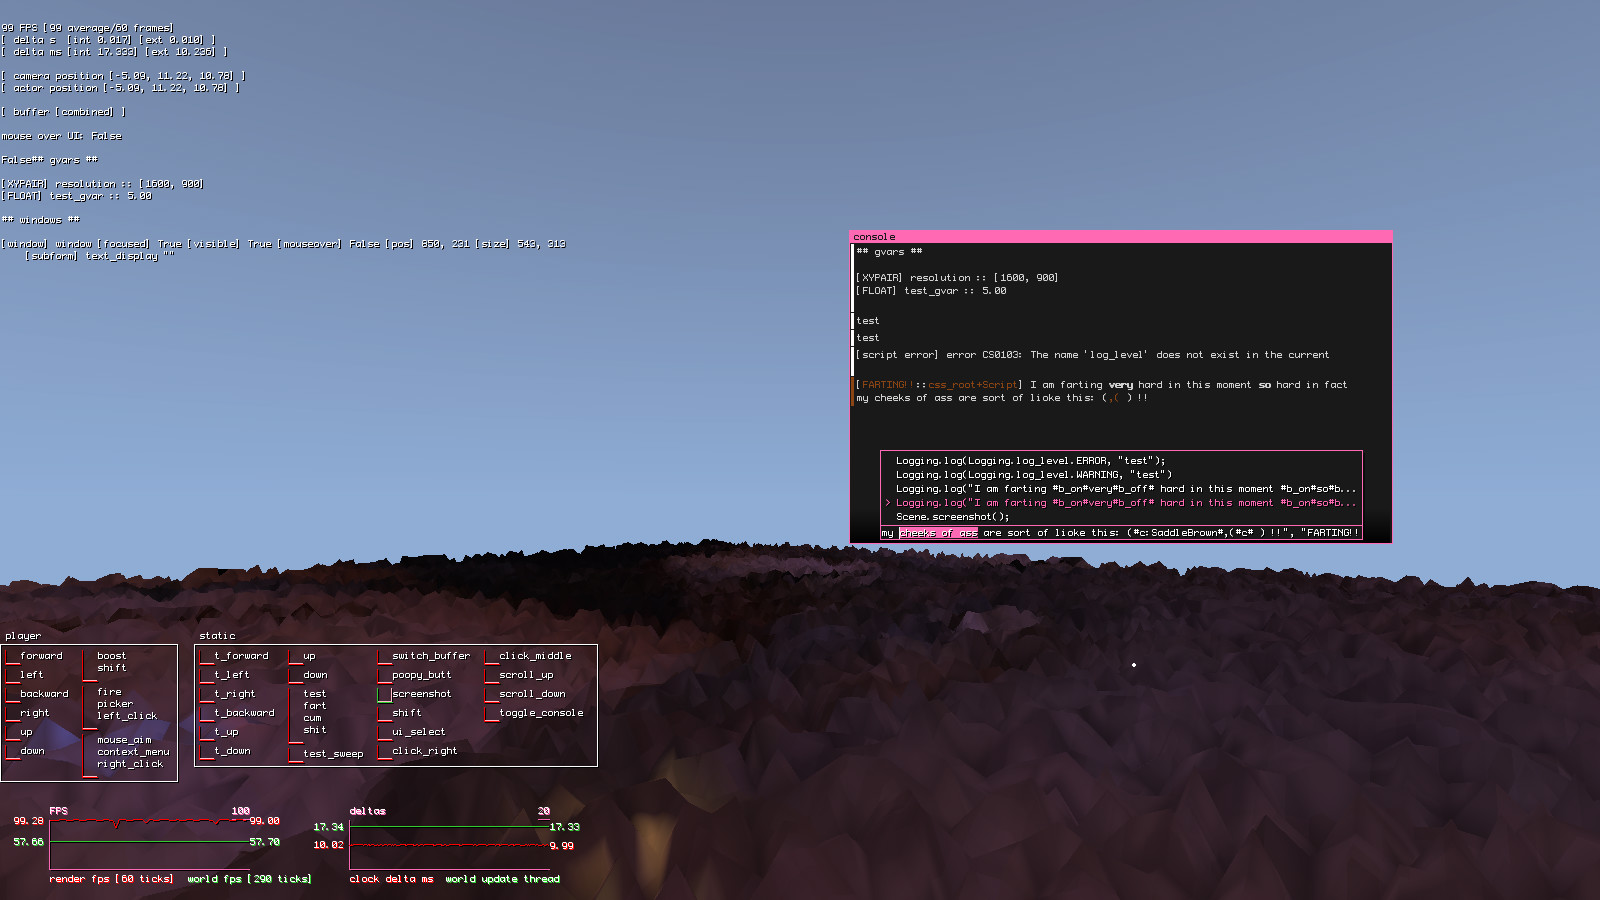 99 FPS [99 average/60 frames]
[ delta s  [int 0.017] [ext 0.010] ]
[ delta ms [int 17.333] [ext 10.236] ]
[ camera position [-5.09, 11.22, 10.78] ]
[ actor position [-5.09, 11.22, 10.78] ]
[ buffer [combined] ]
mouse over UI: False
False## gvars ##
[XYPAIR] resolution :: [1600, 900]
[FLOAT] test_gvar :: 5.00
## windows ##
[window] window [focused] True [visible] True [mouseover] False [pos] 850, 231 [size] 543, 313
[subform] text_display ""
console
## gvars ##
[XYPAIR] resolution :: [1600, 900]
[FLOAT] test_gvar :: 5.00
test
test
[script error] error CS0103: The name 'log_level' does not exist in the current
[FARTING!!::css_root+Script] I am farting very hard in this moment so hard in fact
my cheeks of ass are sort of lioke this: (,( ) !!
Logging.log(Logging.log_level.ERROR, "test");
Logging.log(Logging.log_level.WARNING, "test")
Logging.log("I am farting #b_on#very#b_off# hard in this moment #b_on#so#b...
> Logging.log("I am farting #b_on#very#b_off# hard in this moment #b_on#so#b...
Scene.screenshot();
my cheeks of ass are sort of lioke this: (#c:SaddleBrown#,(#c# ) !!", "FARTING!!
player
forward
left
backward
right
up
down
boost
shift
fire
picker
left_click
mouse_aim
context_menu
right_click
static
t_forward
t_left
t_right
t_backward
t_up
t_down
up
down
test
fart
cum
shit
test_sweep
switch_buffer
poopy_butt
screenshot
shift
ui_select
click_right
click_middle
scroll_up
scroll_down
toggle_console
FPS 100
99.28 99.00
57.66 57.70
render fps [60 ticks] world fps [290 ticks]
deltas 20
17.34 17.33
10.02 9.99
clock delta ms world update thread